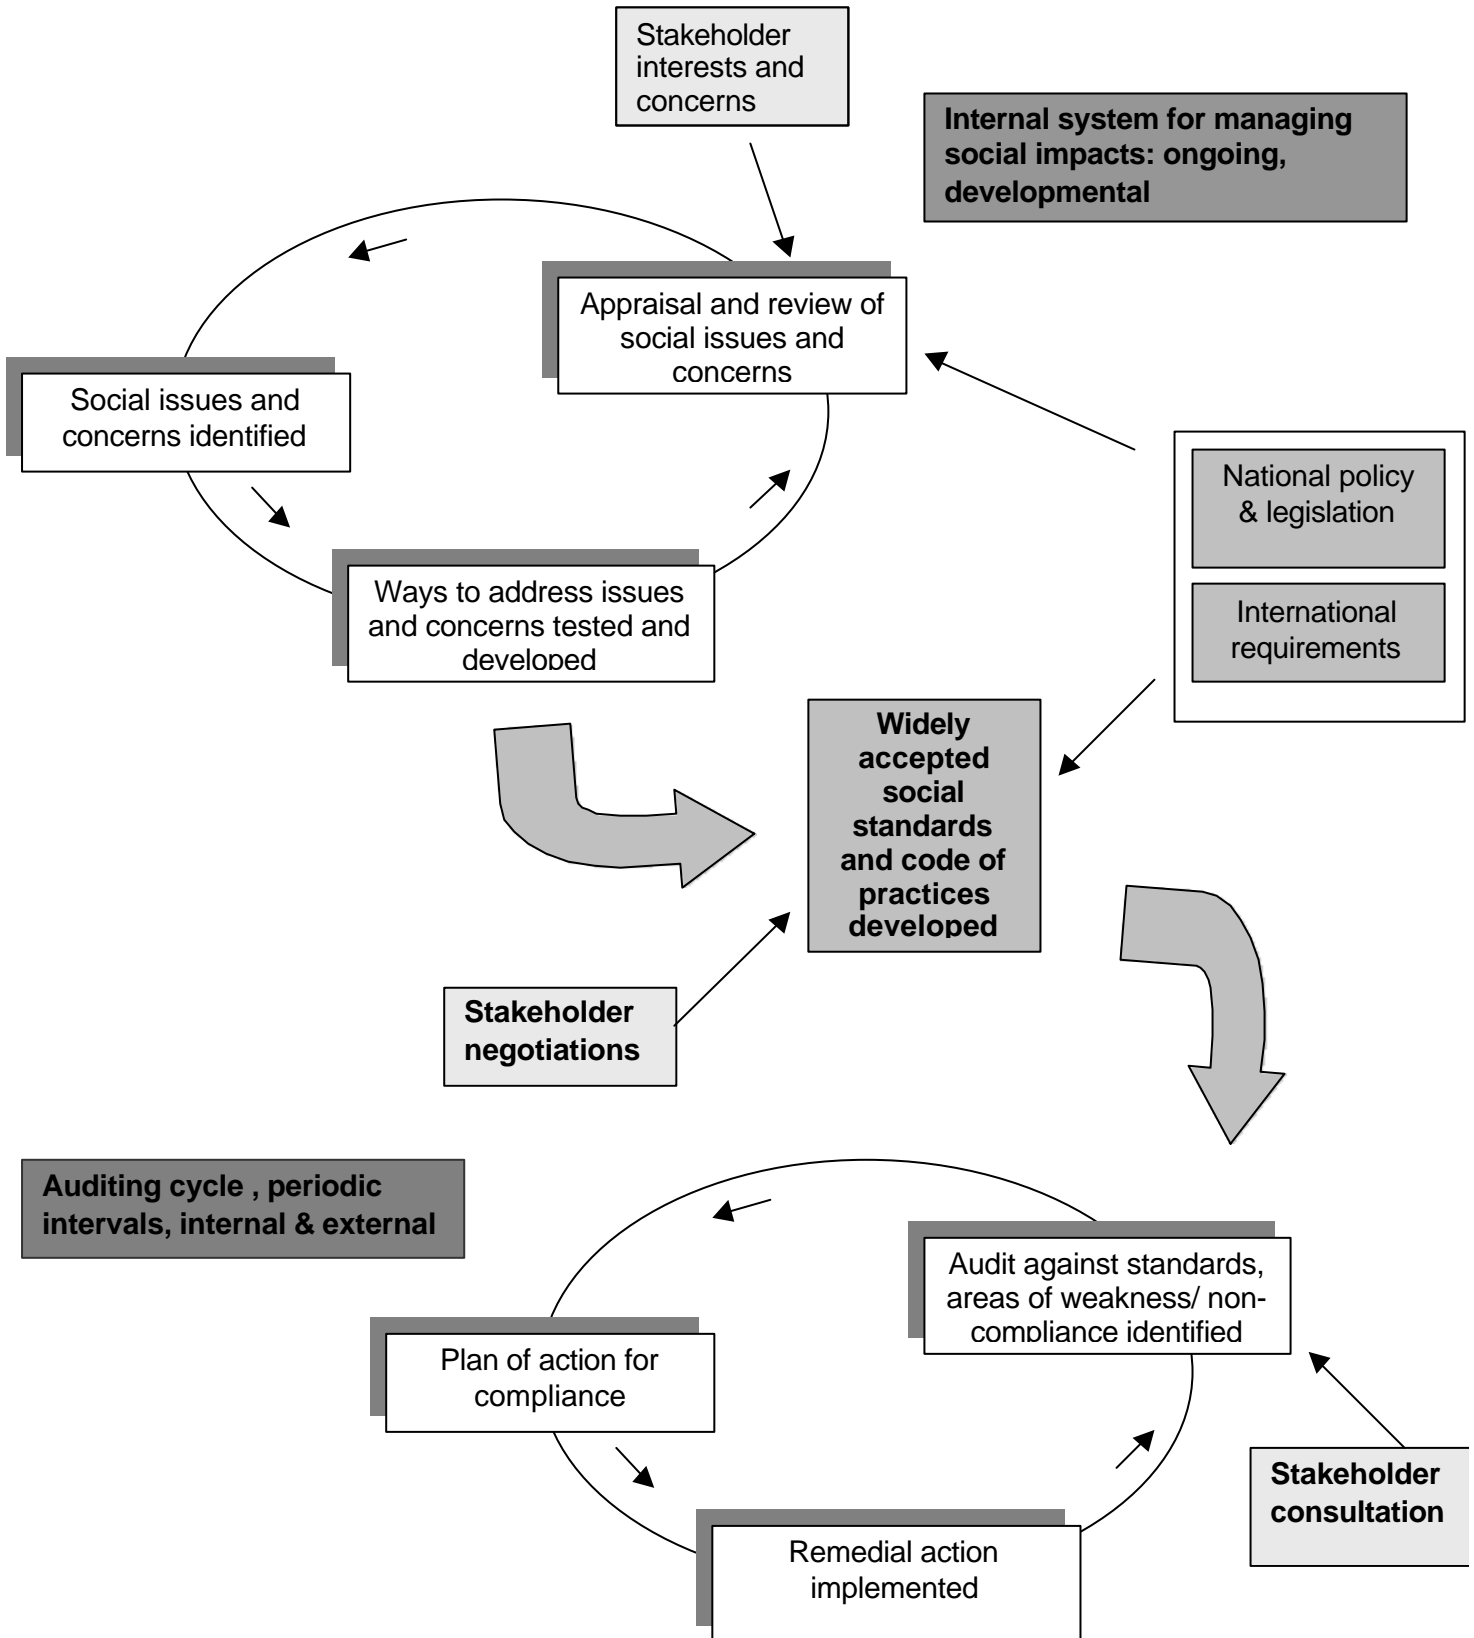 Stakeholder
interests and
concerns
Internal system for managing
social impacts: ongoing,
developmental
Appraisal and review of
social issues and
concerns
Social issues and
concerns identified
National policy
& legislation
International
requirements
Ways to address issues
and concerns tested and
developed
Widely
accepted
social
standards
and code of
practices
developed
Stakeholder
negotiations
Auditing cycle , periodic
intervals, internal & external
Audit against standards,
areas of weakness/ non-
compliance identified
Plan of action for
compliance
Stakeholder
consultation
Remedial action
implemented